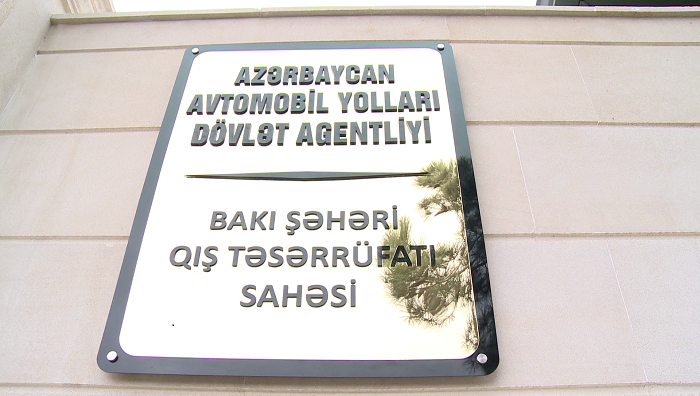 AZƏRBAYCAN
AVTOMOBİL YOLLARI
DÖVLƏT AGENTLİYİ
BAKI ŞƏHƏRİ
QIŞ TƏSƏRRÜFATI
SAHƏSİ